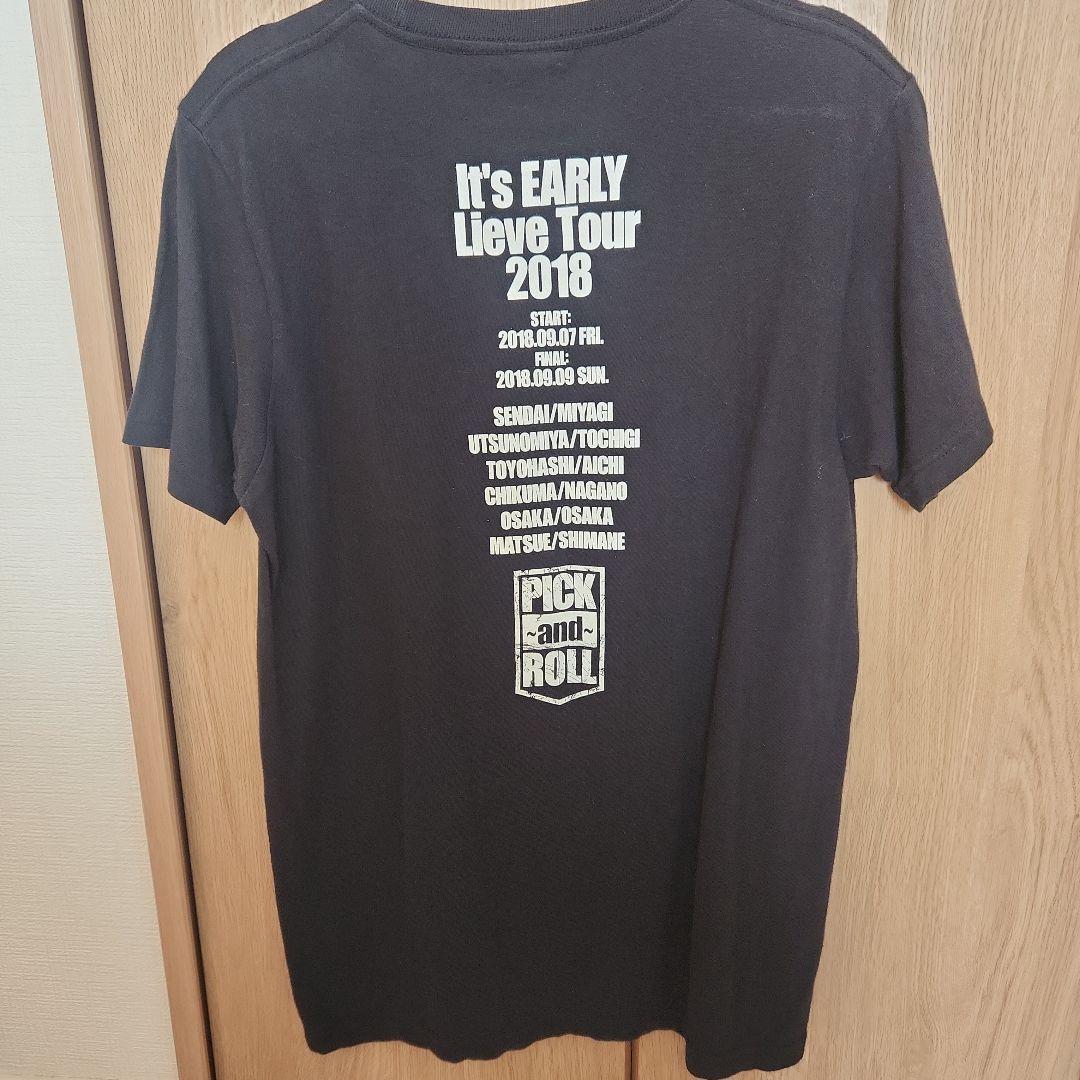 It's EARLY
Lieve Tour
2018
START:
2018.09.07 FRI.
FINAL:
2018.09.09 SUN.
SENDAI/MIYAGI
UTSUNOMIYA/TOCHIGI
TOYOHASHI/AICHI
CHIKUMA/NAGANO
OSAKA/OSAKA
MATSUE/SHIMANE
PICK
~and~
ROLL